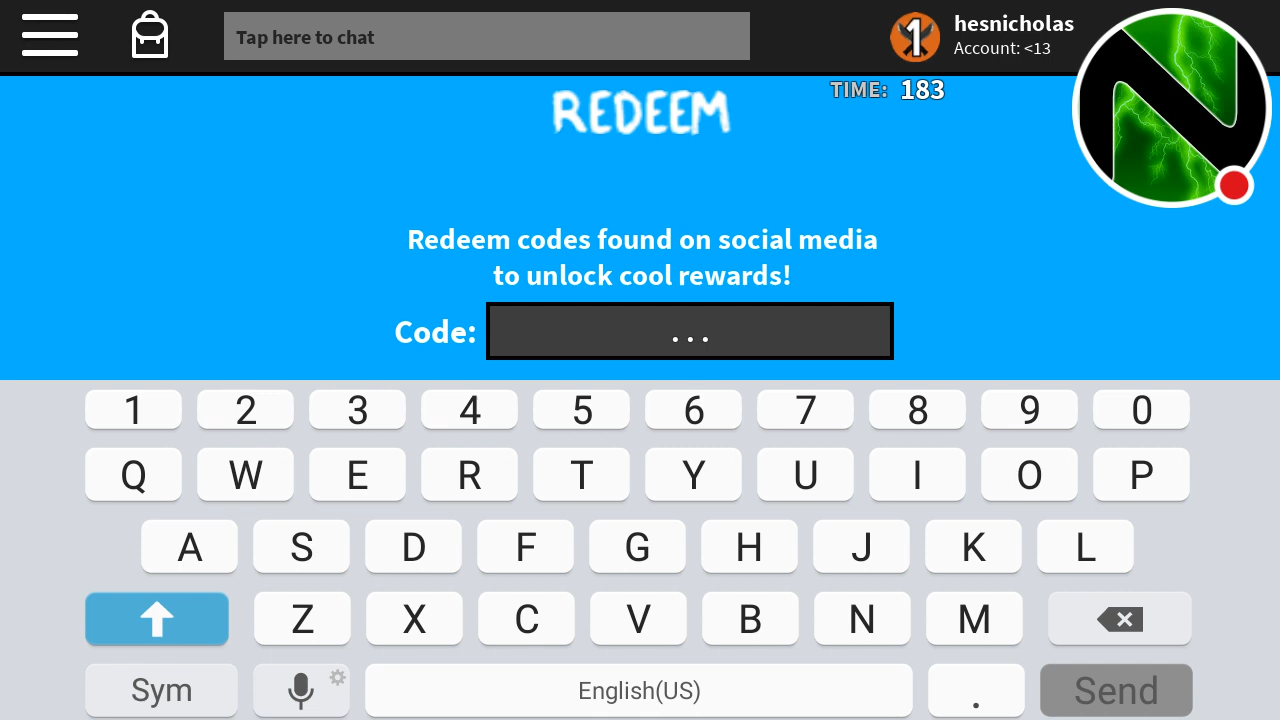 Tap here to chat
1
hesnicholas
Account: <13
TIME: 183
N
REDEEM
Redeem codes found on social media
to unlock cool rewards!
Code: ...
1 2 3 4 5 6 7 8 9 0
Q W E R T Y U I O P
A S D F G H J K L
Z X C V B N M
Sym English(US) . Send